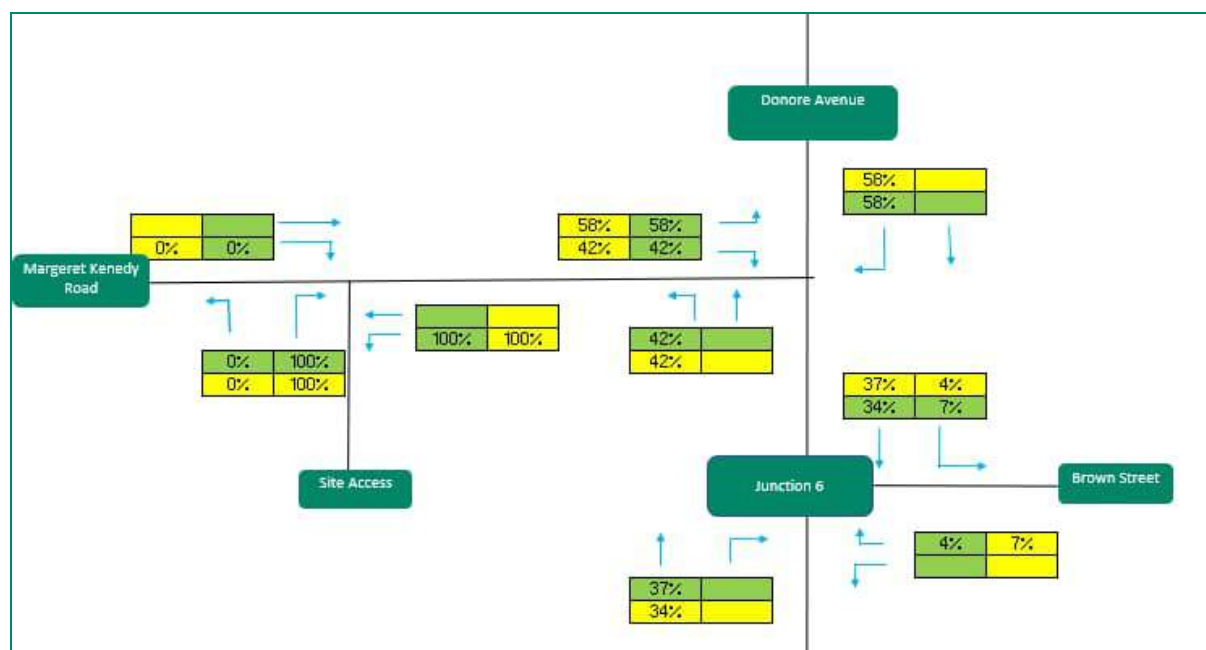 Donore Avenue
58%
58%
58% 58%
42% 42%
0% 0%
Margeret Kenedy
Road
100% 100%
42%
42%
0% 100%
0% 100%
37% 4%
34% 7%
Site Access
Junction 6
Brown Street
4% 7%
37%
34%